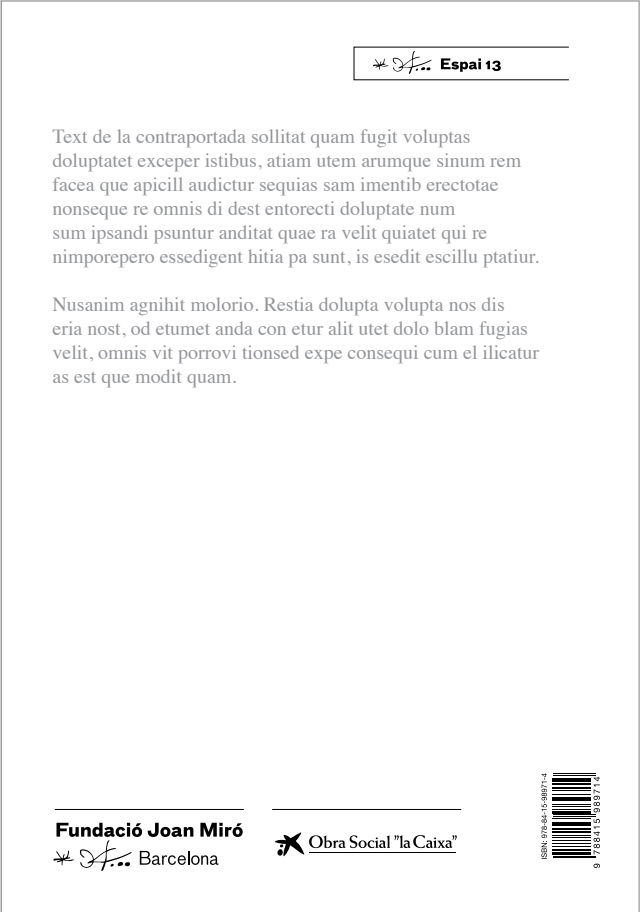 Espai 13
Text de la contraportada sollitat quam fugit voluptas
doluptatet exceper istibus, atiam utem arumque sinum rem
facea que apicill audictur sequias sam imentib erectotae
nonseque re omnis di dest entorecti doluptate num
sum ipsandi psuntur anditat quae ra velit quiatet qui re
nimporepero essedigent hitia pa sunt, is esedit escillu ptatiur.
Nusanim agnihit molorio. Restia dolupta volupta nos dis
eria nost, od etumet anda con etur alit utet dolo blam fugias
velit, omnis vit porrovi tionsed expe consequi cum el ilicatur
as est que modit quam.
Fundació Joan Miró
Barcelona
Obra Social ”la Caixa”
ISBN: 978-84-15-98971-4
9 788415 989714